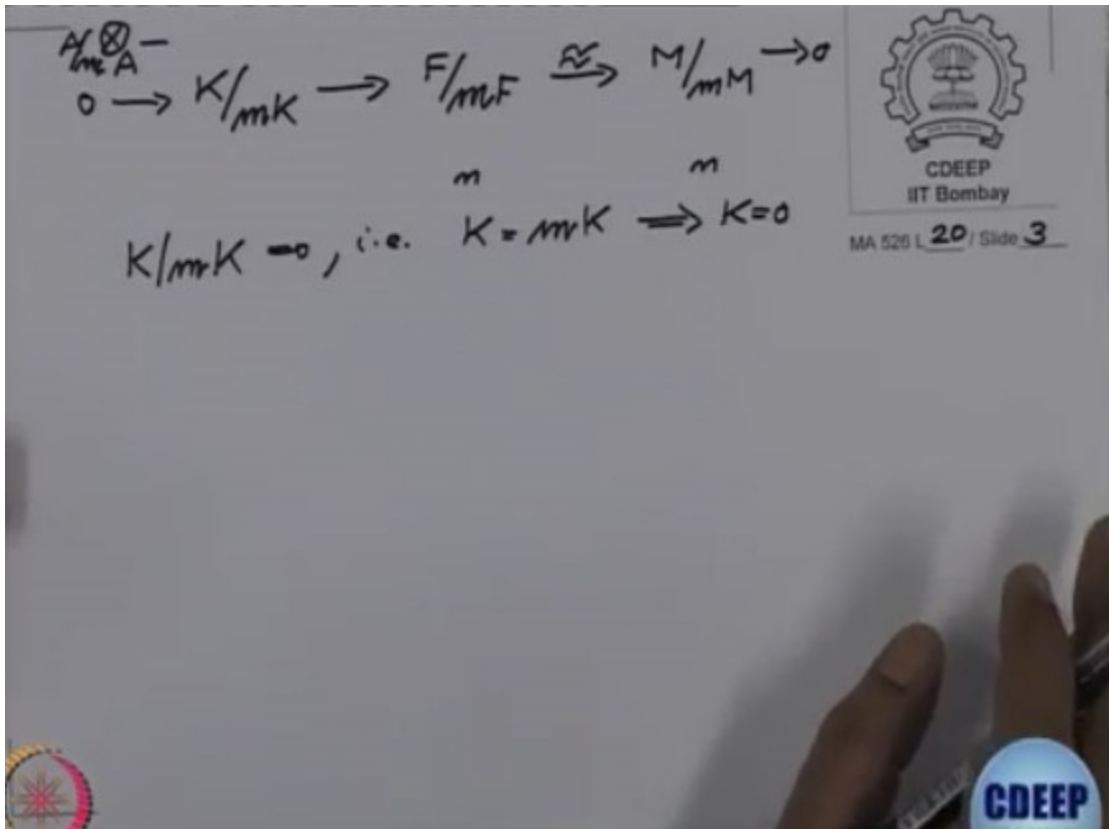 A/mA ⊗ —
0 → K/mK → F/mF ≈→ M/mM → 0
n n
K/mK = 0, i.e. K = mK ⇒ K=0
CDEEP
IIT Bombay
MA 526 L 20 / Slide 3
CDEEP